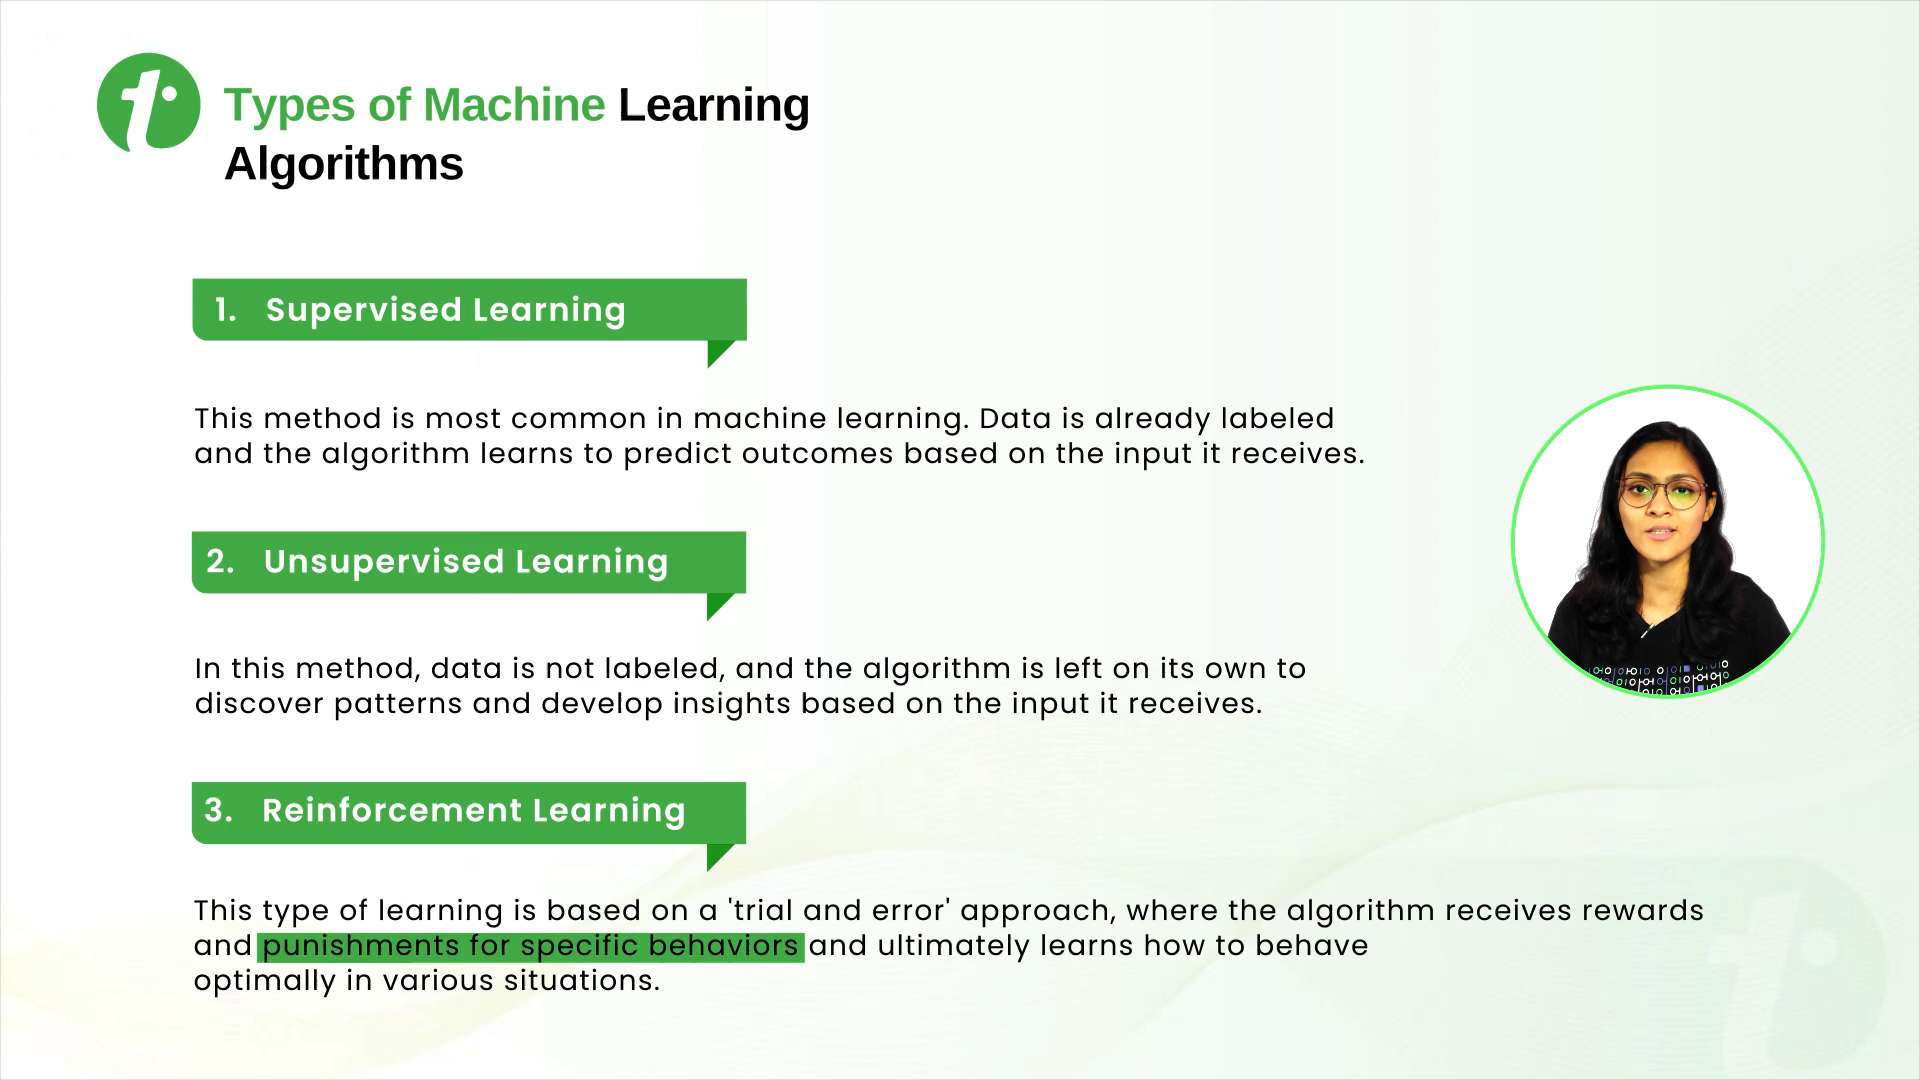 Types of Machine Learning
Algorithms
1. Supervised Learning
This method is most common in machine learning. Data is already labeled
and the algorithm learns to predict outcomes based on the input it receives.
2. Unsupervised Learning
In this method, data is not labeled, and the algorithm is left on its own to
discover patterns and develop insights based on the input it receives.
3. Reinforcement Learning
This type of learning is based on a 'trial and error' approach, where the algorithm receives rewards
and punishments for specific behaviors and ultimately learns how to behave
optimally in various situations.